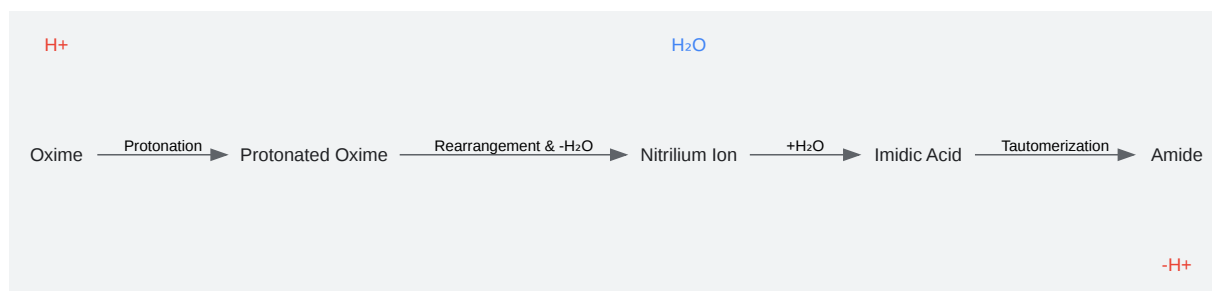 H+
H₂O
Oxime
Protonation
Protonated Oxime
Rearrangement & -H₂O
Nitrilium Ion
+H₂O
Imidic Acid
Tautomerization
Amide
-H+